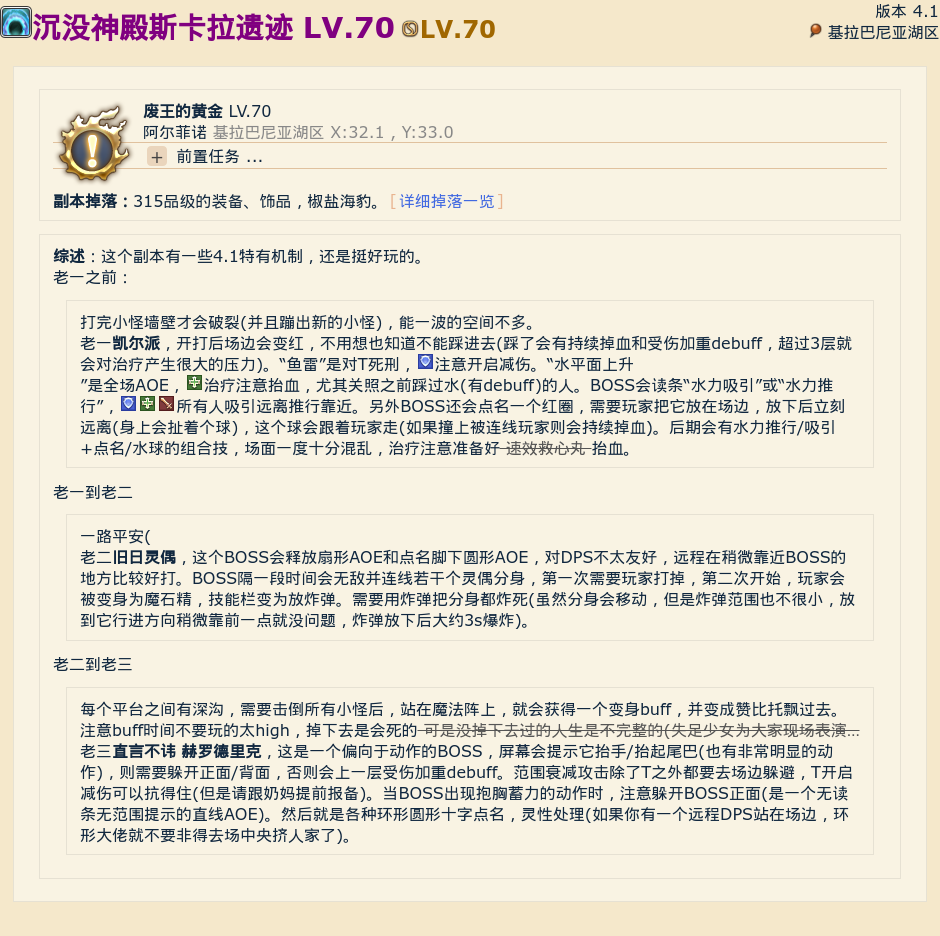 沉没神殿斯卡拉遗迹 LV.70 LV.70
版本 4.1
基拉巴尼亚湖区
废王的黄金 LV.70
阿尔菲诺 基拉巴尼亚湖区 X:32.1 , Y:33.0
+ 前置任务 ...
副本掉落：315品级的装备、饰品，椒盐海豹。 [详细掉落一览]
综述：这个副本有一些4.1特有机制，还是挺好玩的。
老一之前：
打完小怪墙壁才会破裂(并且蹦出新的小怪)，能一波的空间不多。
老一凯尔派，开打后场边会变红，不用想也知道不能踩进去(踩了会有持续掉血和受伤加重debuff，超过3层就
会对治疗产生很大的压力)。“鱼雷”是对T死刑，注意开启减伤。“水平面上升
”是全场AOE，治疗注意抬血，尤其关照之前踩过水(有debuff)的人。BOSS会读条“水力吸引”或“水力推
行”，所有人吸引远离推行靠近。另外BOSS还会点名一个红圈，需要玩家把它放在场边，放下后立刻
远离(身上会扯着个球)，这个球会跟着玩家走(如果撞上被连线玩家则会持续掉血)。后期会有水力推行/吸引
+点名/水球的组合技，场面一度十分混乱，治疗注意准备好 速效救心丸 抬血。
老一到老二
一路平安(
老二旧日灵偶，这个BOSS会释放扇形AOE和点名脚下圆形AOE，对DPS不太友好，远程在稍微靠近BOSS的
地方比较好打。BOSS隔一段时间会无敌并连线若干个灵偶分身，第一次需要玩家打掉，第二次开始，玩家会
被变身为魔石精，技能栏变为放炸弹。需要用炸弹把分身都炸死(虽然分身会移动，但是炸弹范围也不很小，放
到它行进方向稍微靠前一点就没问题，炸弹放下后大约3s爆炸)。
老二到老三
每个平台之间有深沟，需要击倒所有小怪后，站在魔法阵上，就会获得一个变身buff，并变成赞比托飘过去。
注意buff时间不要玩的太high，掉下去是会死的 可是没掉下去过的人生是不完整的(失足少女为大家现场表演...
老三直言不讳 赫罗德里克，这是一个偏向于动作的BOSS，屏幕会提示它抬手/抬起尾巴(也有非常明显的动
作)，则需要躲开正面/背面，否则会上一层受伤加重debuff。范围衰减攻击除了T之外都要去场边躲避，T开启
减伤可以抗得住(但是请跟奶妈提前报备)。当BOSS出现抱胸蓄力的动作时，注意躲开BOSS正面(是一个无读
条无范围提示的直线AOE)。然后就是各种环形圆形十字点名，灵性处理(如果你有一个远程DPS站在场边，环
形大佬就不要非得去场中央挤人家了)。